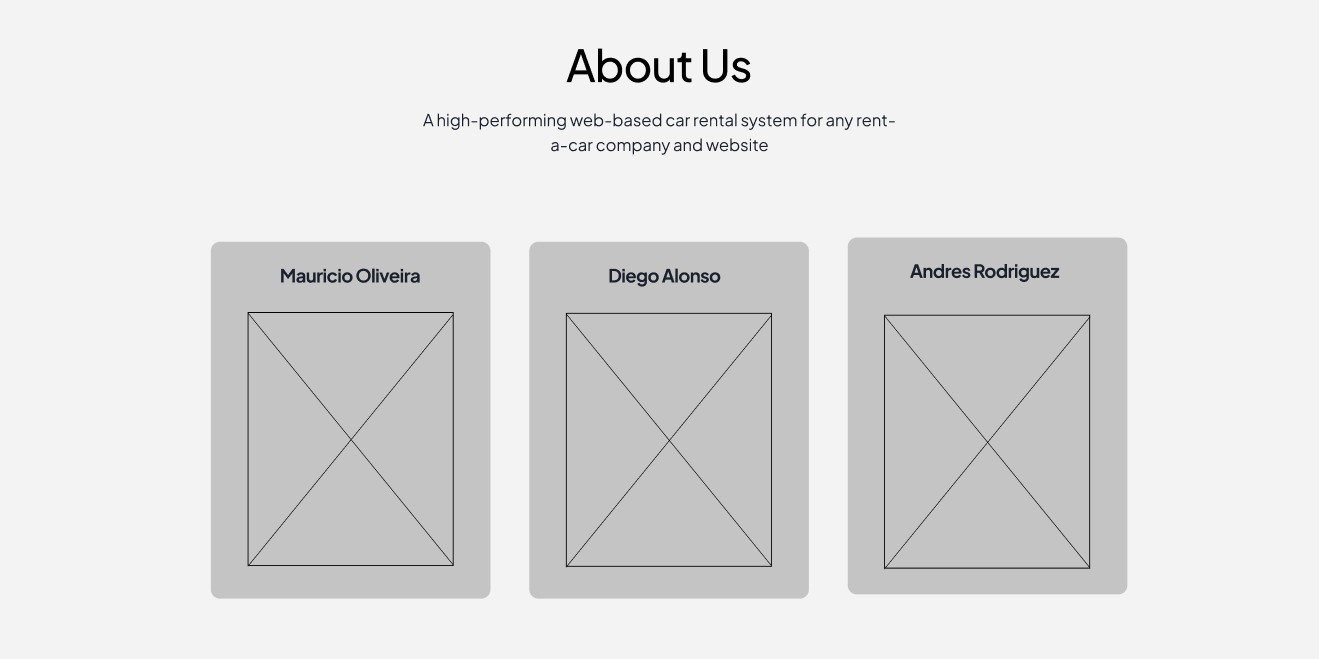 About Us
A high-performing web-based car rental system for any rent-
a-car company and website
Mauricio Oliveira
Diego Alonso
Andres Rodriguez